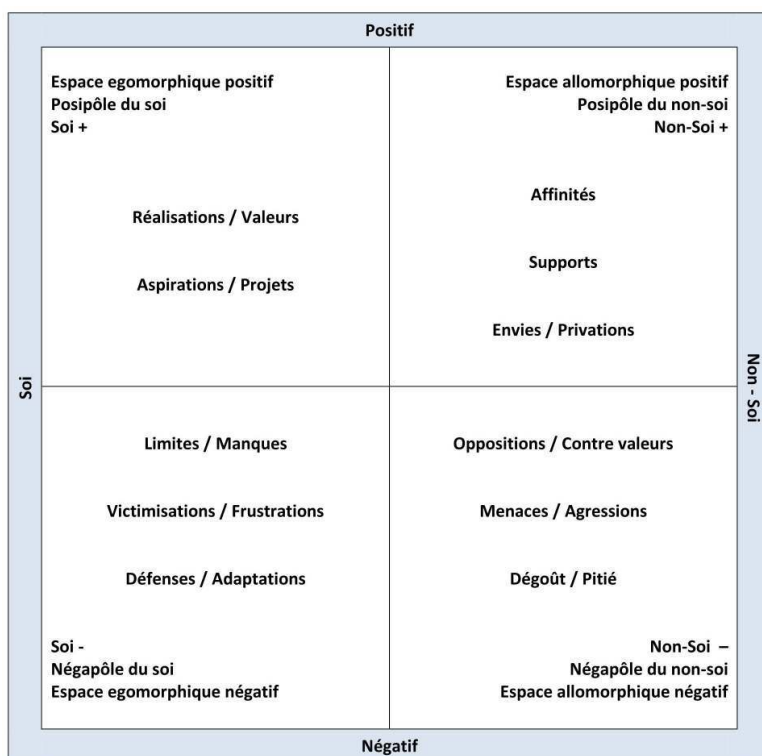 Positif
Espace egomorphique positif
Posipôle du soi
Soi +
Réalisations / Valeurs
Aspirations / Projets
Espace allomorphique positif
Posipôle du non-soi
Non-Soi +
Affinités
Supports
Envies / Privations
Soi
Non - Soi
Limites / Manques
Victimisations / Frustrations
Défenses / Adaptations
Soi -
Négapôle du soi
Espace egomorphique négatif
Oppositions / Contre valeurs
Menaces / Agressions
Dégoût / Pitié
Non-Soi –
Négapôle du non-soi
Espace allomorphique négatif
Négatif